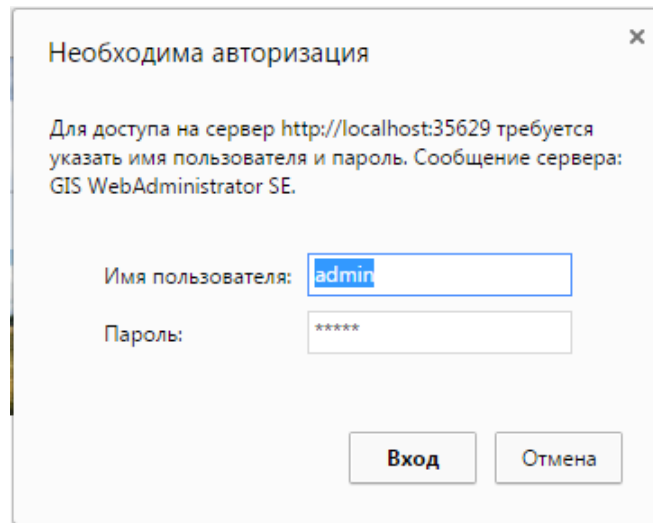 Необходима авторизация
Для доступа на сервер http://localhost:35629 требуется
указать имя пользователя и пароль. Сообщение сервера:
GIS WebAdministrator SE.
Имя пользователя: admin
Пароль: *****
Вход Отмена